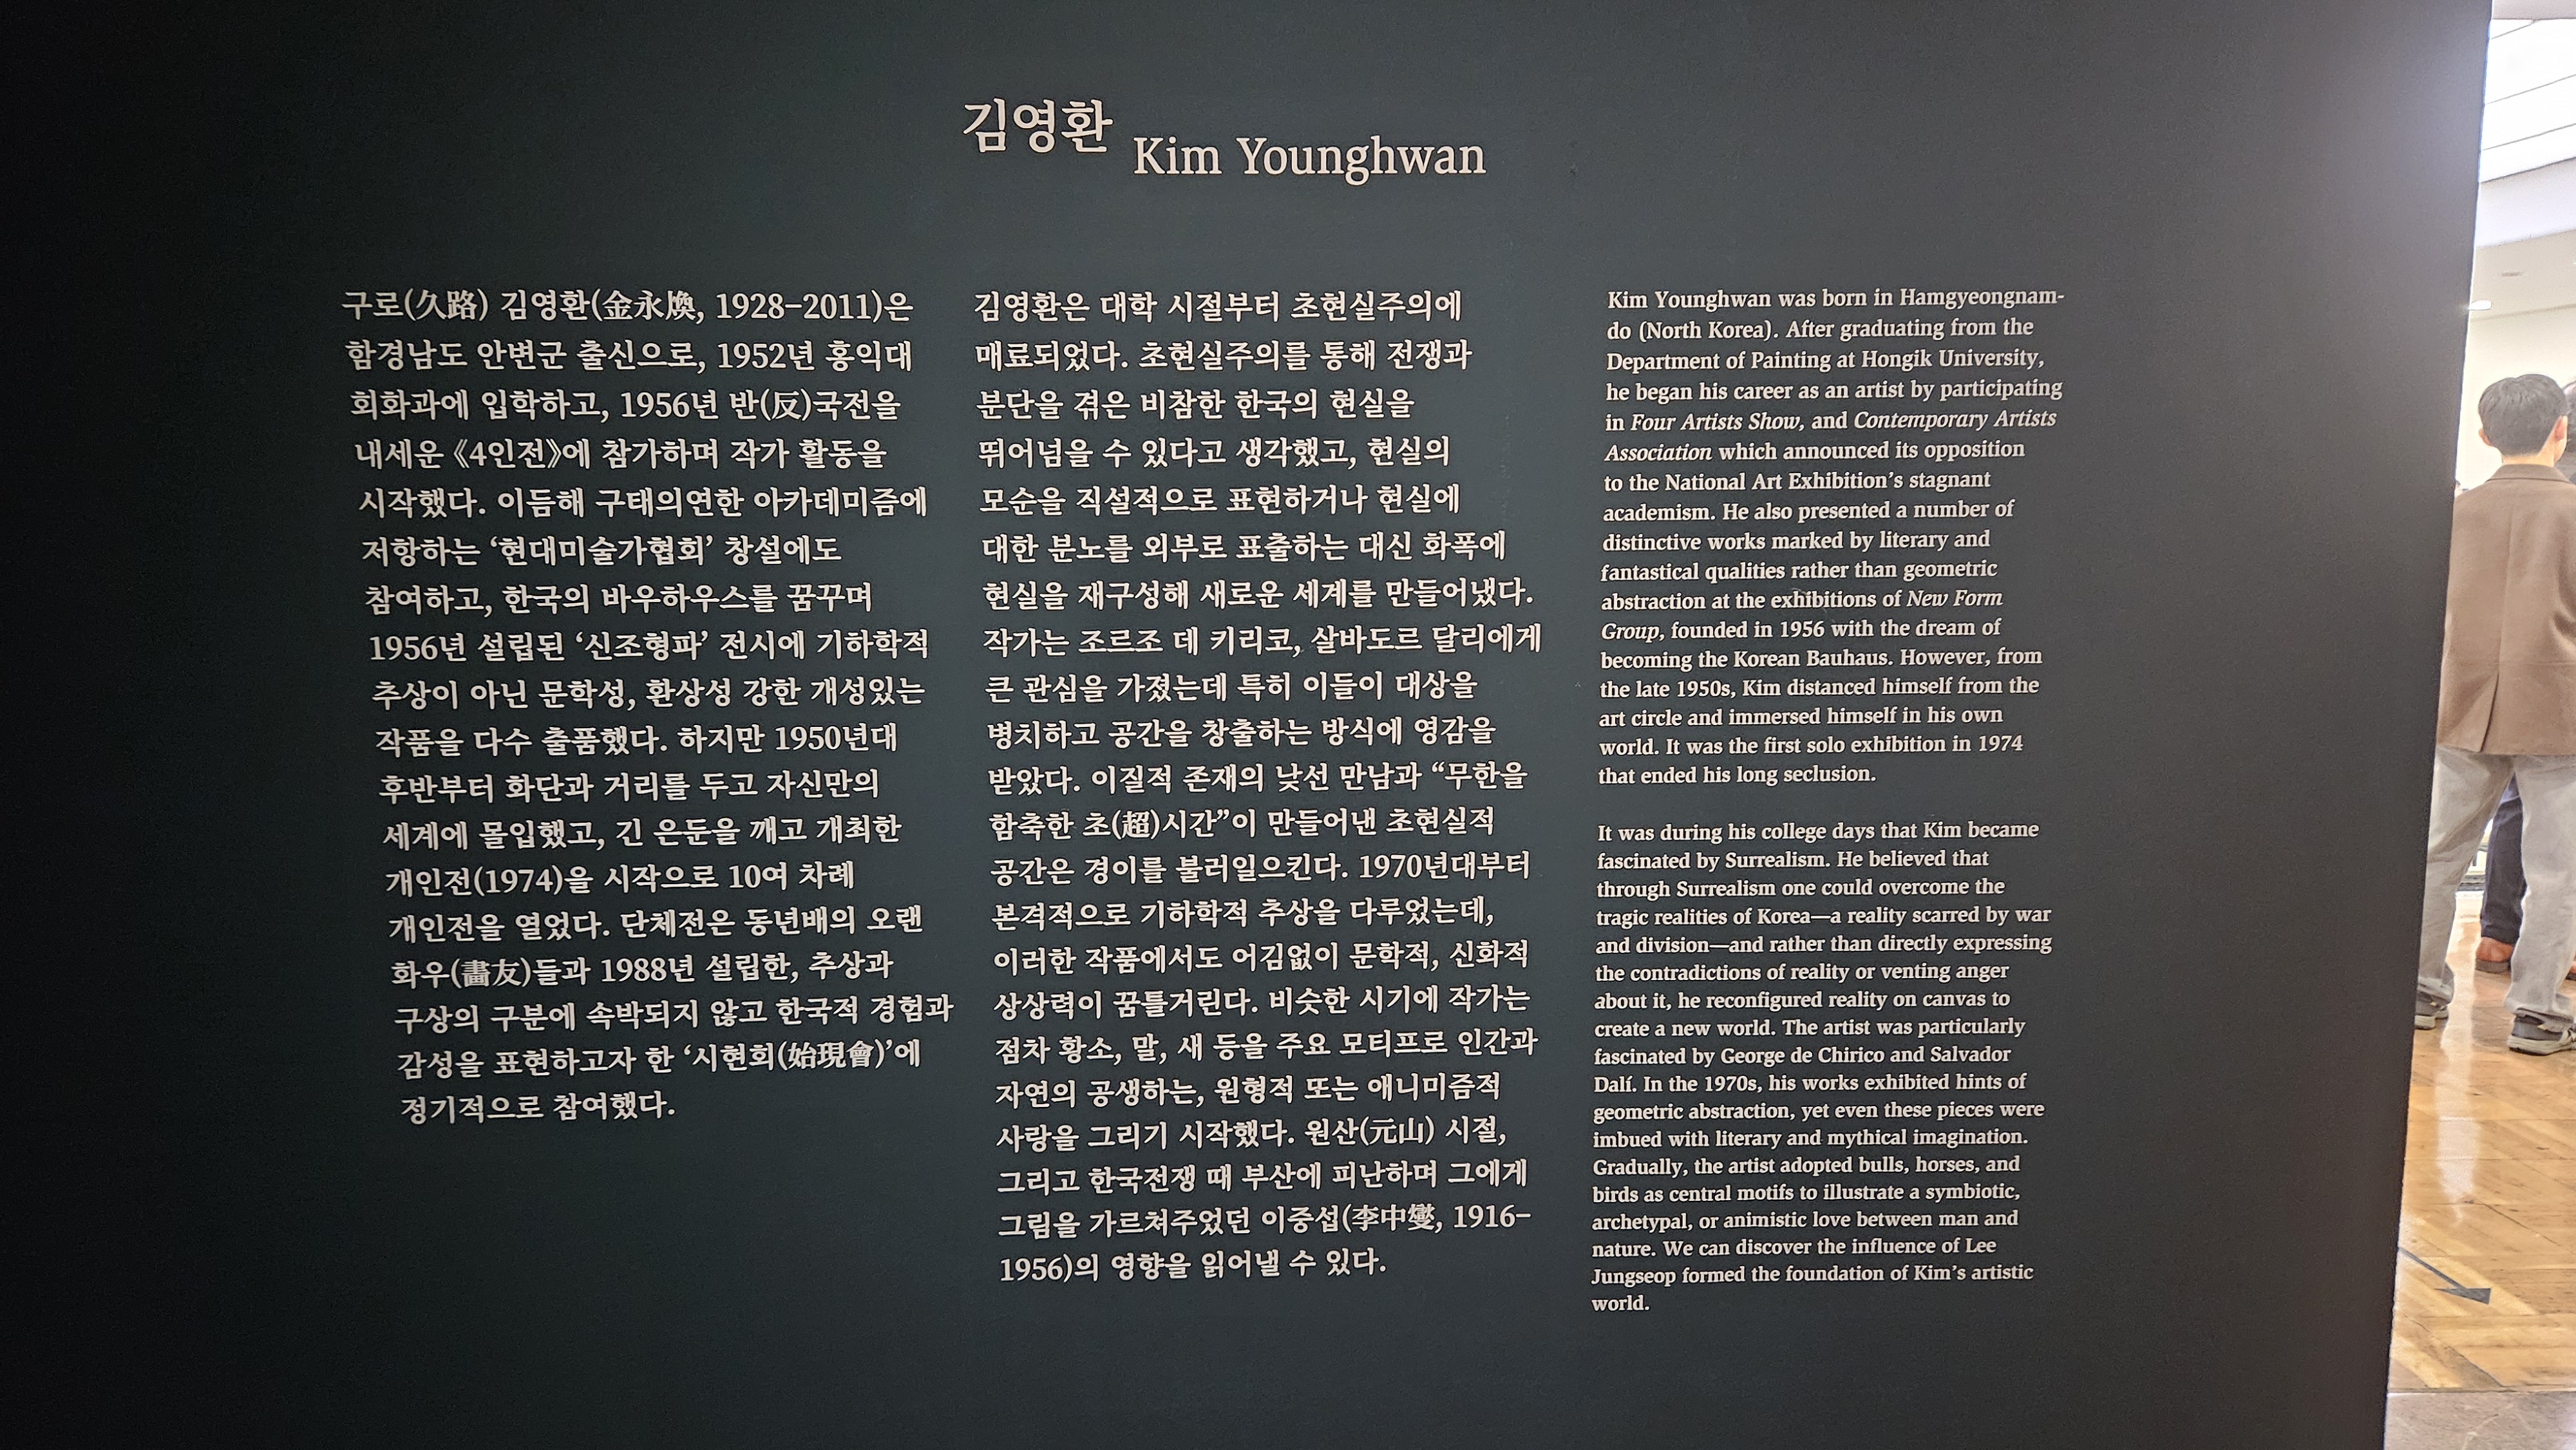 김영환
Kim Younghwan
구로(久路) 김영환(金永煥, 1928–2011)은
함경남도 안변군 출신으로, 1952년 홍익대
회화과에 입학하고, 1956년 반(反)국전을
내세운 《4인전》에 참가하며 작가 활동을
시작했다. 이듬해 구태의연한 아카데미즘에
저항하는 ‘현대미술가협회’ 창설에도
참여하고, 한국의 바우하우스를 꿈꾸며
1956년 설립된 ‘신조형파’ 전시에 기하학적
추상이 아닌 문학성, 환상성 강한 개성있는
작품을 다수 출품했다. 하지만 1950년대
후반부터 화단과 거리를 두고 자신만의
세계에 몰입했고, 긴 은둔을 깨고 개최한
개인전(1974)을 시작으로 10여 차례
개인전을 열었다. 단체전은 동년배의 오랜
화우(畵友)들과 1988년 설립한, 추상과
구상의 구분에 속박되지 않고 한국적 경험과
감성을 표현하고자 한 ‘시현회(始現會)’에
정기적으로 참여했다.
김영환은 대학 시절부터 초현실주의에
매료되었다. 초현실주의를 통해 전쟁과
분단을 겪은 비참한 한국의 현실을
뛰어넘을 수 있다고 생각했고, 현실의
모순을 직설적으로 표현하거나 현실에
대한 분노를 외부로 표출하는 대신 화폭에
현실을 재구성해 새로운 세계를 만들어냈다.
작가는 조르조 데 키리코, 살바도르 달리에게
큰 관심을 가졌는데 특히 이들이 대상을
병치하고 공간을 창출하는 방식에 영감을
받았다. 이질적 존재의 낯선 만남과 “무한을
함축한 초(超)시간”이 만들어낸 초현실적
공간은 경이를 불러일으킨다. 1970년대부터
본격적으로 기하학적 추상을 다루었는데,
이러한 작품에서도 어김없이 문학적, 신화적
상상력이 꿈틀거린다. 비슷한 시기에 작가는
점차 황소, 말, 새 등을 주요 모티프로 인간과
자연의 공생하는, 원형적 또는 애니미즘적
사랑을 그리기 시작했다. 원산(元山) 시절,
그리고 한국전쟁 때 부산에 피난하며 그에게
그림을 가르쳐주었던 이중섭(李中燮, 1916–
1956)의 영향을 읽어낼 수 있다.
Kim Younghwan was born in Hamgyeongnam-
do (North Korea). After graduating from the
Department of Painting at Hongik University,
he began his career as an artist by participating
in Four Artists Show, and Contemporary Artists
Association which announced its opposition
to the National Art Exhibition’s stagnant
academism. He also presented a number of
distinctive works marked by literary and
fantastical qualities rather than geometric
abstraction at the exhibitions of New Form
Group, founded in 1956 with the dream of
becoming the Korean Bauhaus. However, from
the late 1950s, Kim distanced himself from the
art circle and immersed himself in his own
world. It was the first solo exhibition in 1974
that ended his long seclusion.
It was during his college days that Kim became
fascinated by Surrealism. He believed that
through Surrealism one could overcome the
tragic realities of Korea—a reality scarred by war
and division—and rather than directly expressing
the contradictions of reality or venting anger
about it, he reconfigured reality on canvas to
create a new world. The artist was particularly
fascinated by George de Chirico and Salvador
Dalí. In the 1970s, his works exhibited hints of
geometric abstraction, yet even these pieces were
imbued with literary and mythical imagination.
Gradually, the artist adopted bulls, horses, and
birds as central motifs to illustrate a symbiotic,
archetypal, or animistic love between man and
nature. We can discover the influence of Lee
Jungseop formed the foundation of Kim’s artistic
world.